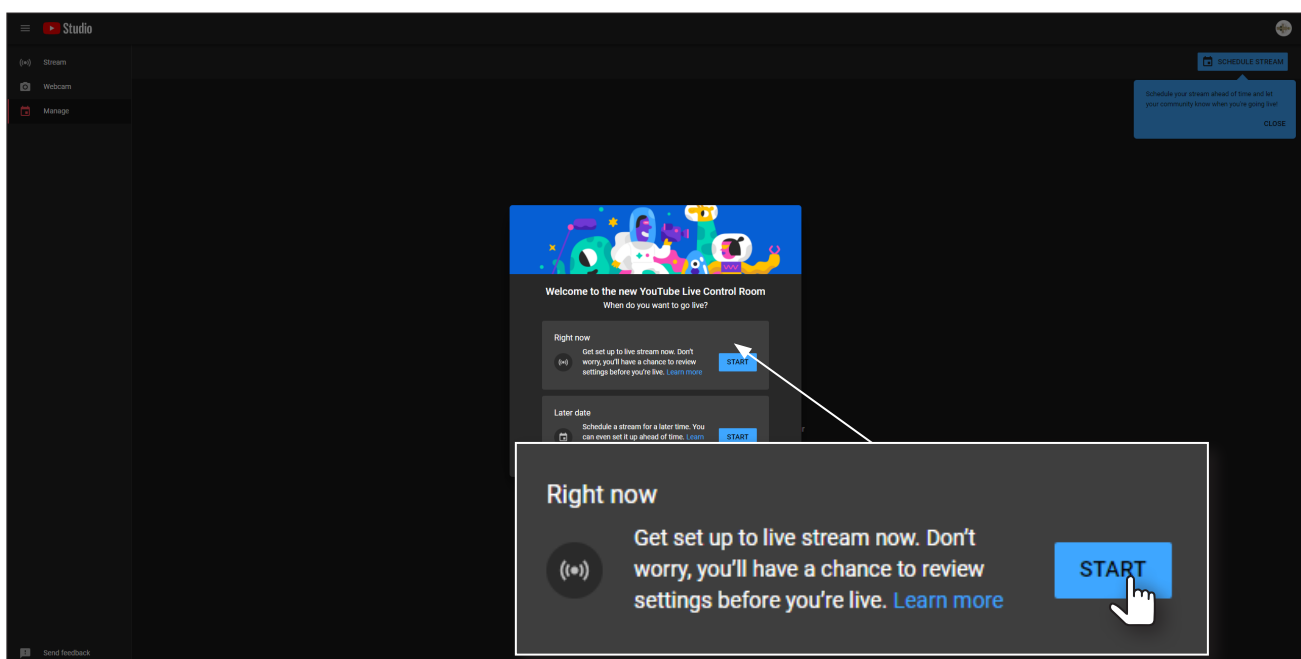 Studio
Stream
SCHEDULE STREAM
Webcam
Manage
Schedule your stream ahead of time and let
your community know when you're going live!
CLOSE
Welcome to the new YouTube Live Control Room
When do you want to go live?
Right now
Get set up to live stream now. Don't
worry, you'll have a chance to review
settings before you're live. Learn more
START
Later date
Schedule a stream for a later time. You
can even set it up ahead of time. Learn
START
Right now
Get set up to live stream now. Don't
worry, you'll have a chance to review
settings before you're live. Learn more
START
Send feedback